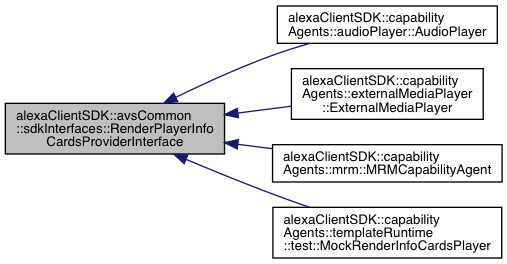 alexaClientSDK::capability
Agents::audioPlayer::AudioPlayer
alexaClientSDK::capability
Agents::externalMediaPlayer
::ExternalMediaPlayer
alexaClientSDK::avsCommon
::sdkInterfaces::RenderPlayerInfo
CardsProviderInterface
alexaClientSDK::capability
Agents::mrm::MRMCapabilityAgent
alexaClientSDK::capability
Agents::templateRuntime
::test::MockRenderInfoCardsPlayer